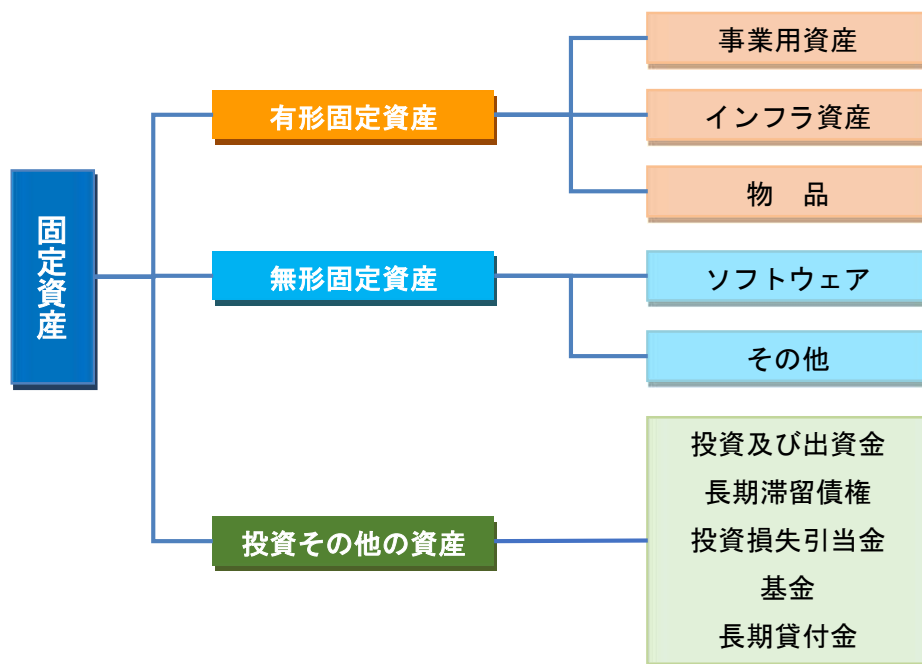 固定資産
有形固定資産
事業用資産
インフラ資産
物　品
無形固定資産
ソフトウェア
その他
投資その他の資産
投資及び出資金
長期滞留債権
投資損失引当金
基金
長期貸付金